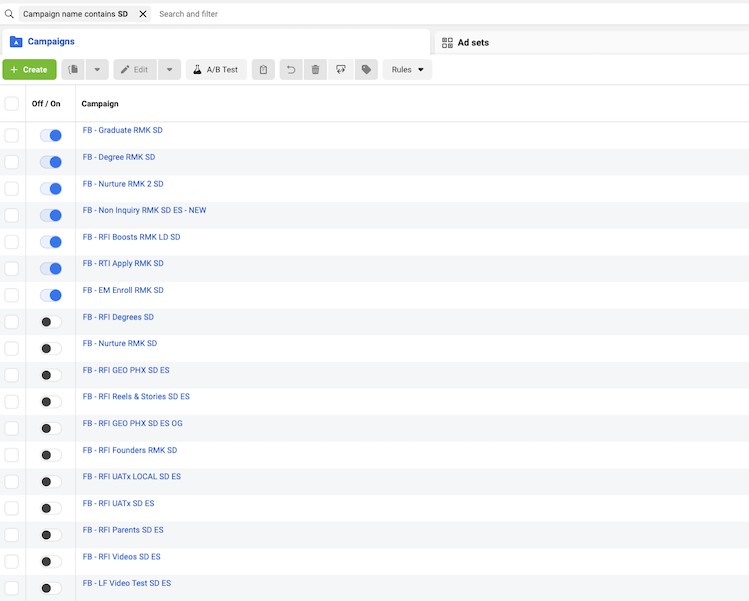 Campaign name contains SD
Search and filter
Campaigns
Ad sets
+ Create
Edit
A/B Test
Rules
Off / On
Campaign
FB - Graduate RMK SD
FB - Degree RMK SD
FB - Nurture RMK 2 SD
FB - Non Inquiry RMK SD ES - NEW
FB - RFI Boosts RMK LD SD
FB - RTI Apply RMK SD
FB - EM Enroll RMK SD
FB - RFI Degrees SD
FB - Nurture RMK SD
FB - RFI GEO PHX SD ES
FB - RFI Reels & Stories SD ES
FB - RFI GEO PHX SD ES OG
FB - RFI Founders RMK SD
FB - RFI UATx LOCAL SD ES
FB - RFI UATx SD ES
FB - RFI Parents SD ES
FB - RFI Videos SD ES
FB - LF Video Test SD ES